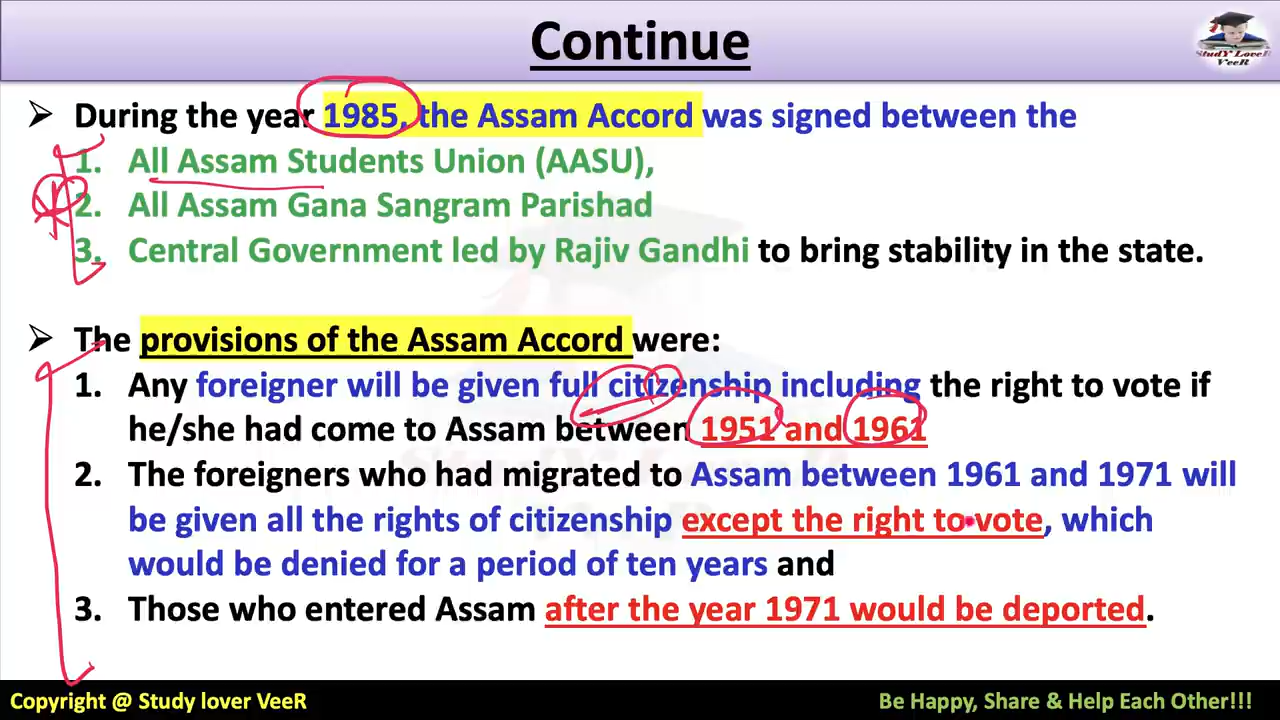 Continue
StudY LoveR
VeeR
➢ During the year 1985, the Assam Accord was signed between the
1. All Assam Students Union (AASU),
2. All Assam Gana Sangram Parishad
3. Central Government led by Rajiv Gandhi to bring stability in the state.
➢ The provisions of the Assam Accord were:
1. Any foreigner will be given full citizenship including the right to vote if
he/she had come to Assam between 1951 and 1961
2. The foreigners who had migrated to Assam between 1961 and 1971 will
be given all the rights of citizenship except the right to vote, which
would be denied for a period of ten years and
3. Those who entered Assam after the year 1971 would be deported.
Copyright @ Study lover VeeR
Be Happy, Share & Help Each Other!!!